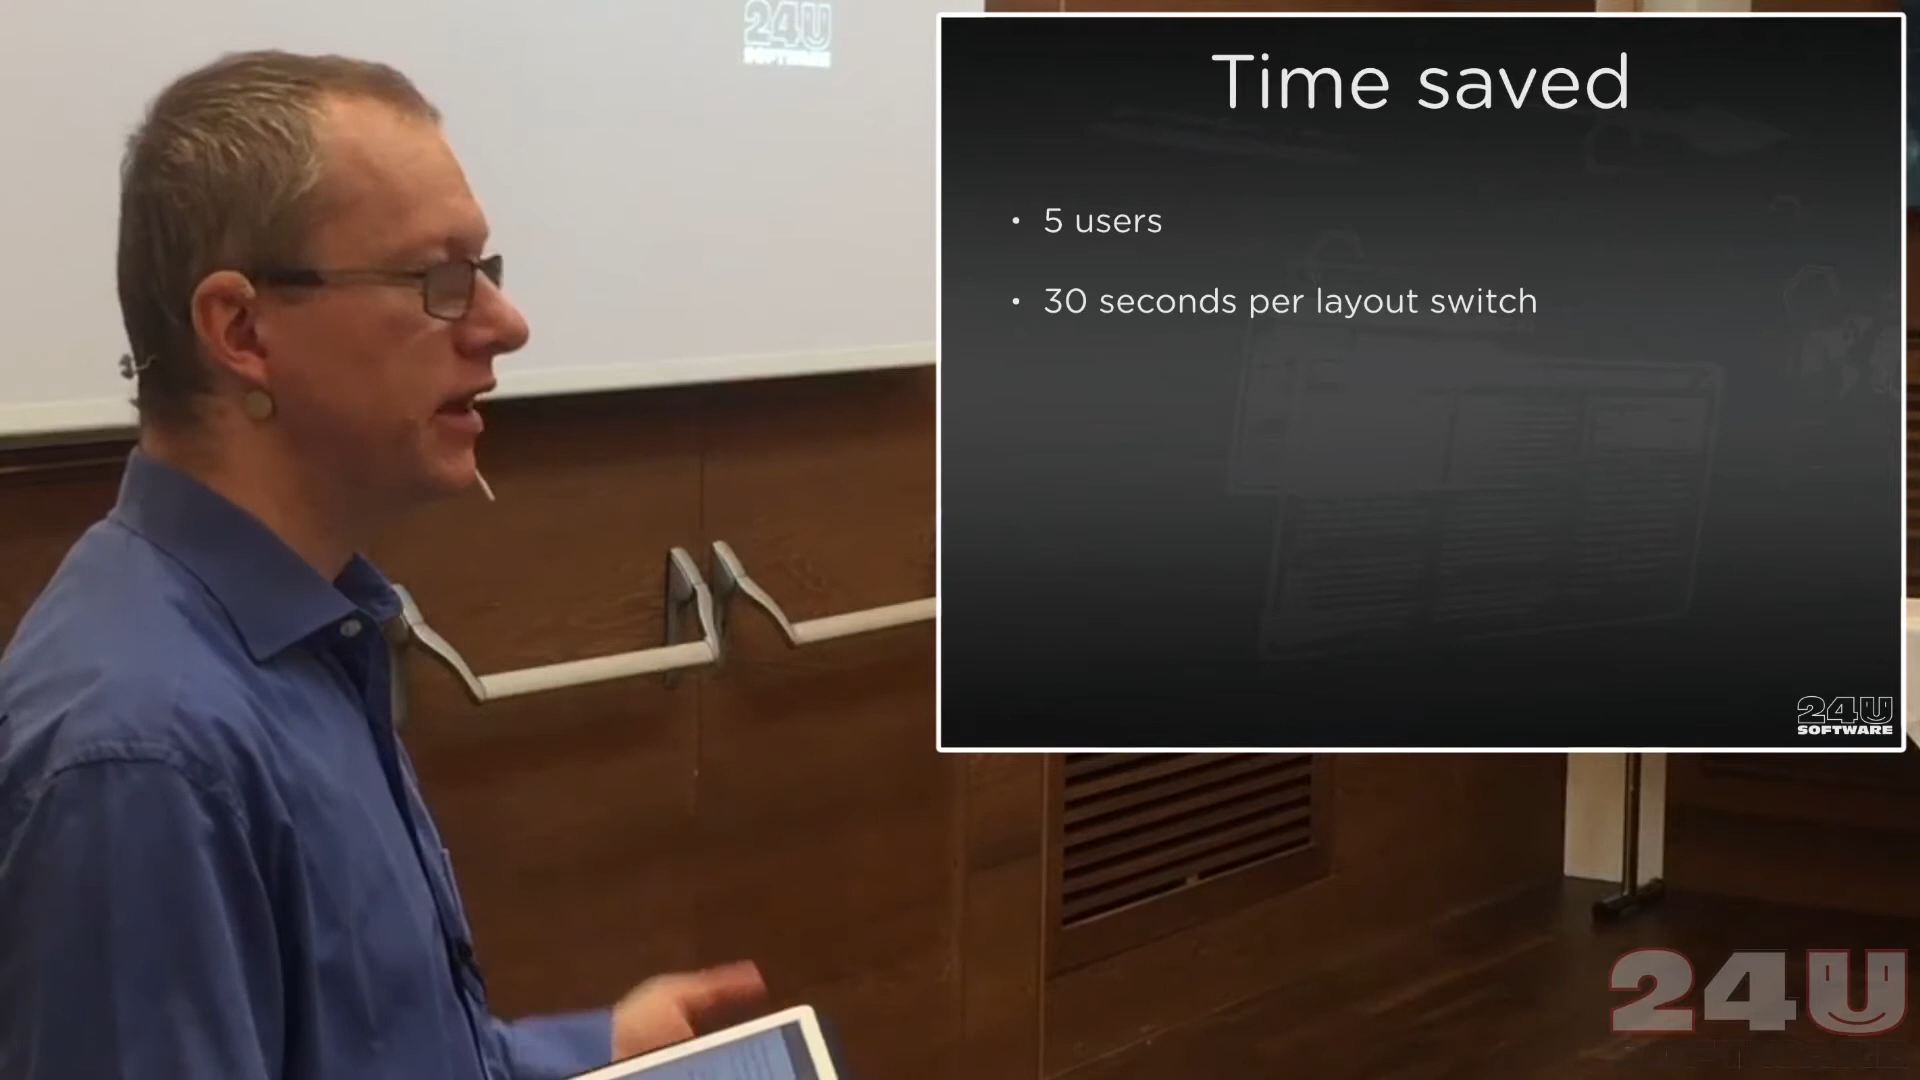 24U
SOFTWARE
Time saved
• 5 users
• 30 seconds per layout switch
24U
SOFTWARE
24U